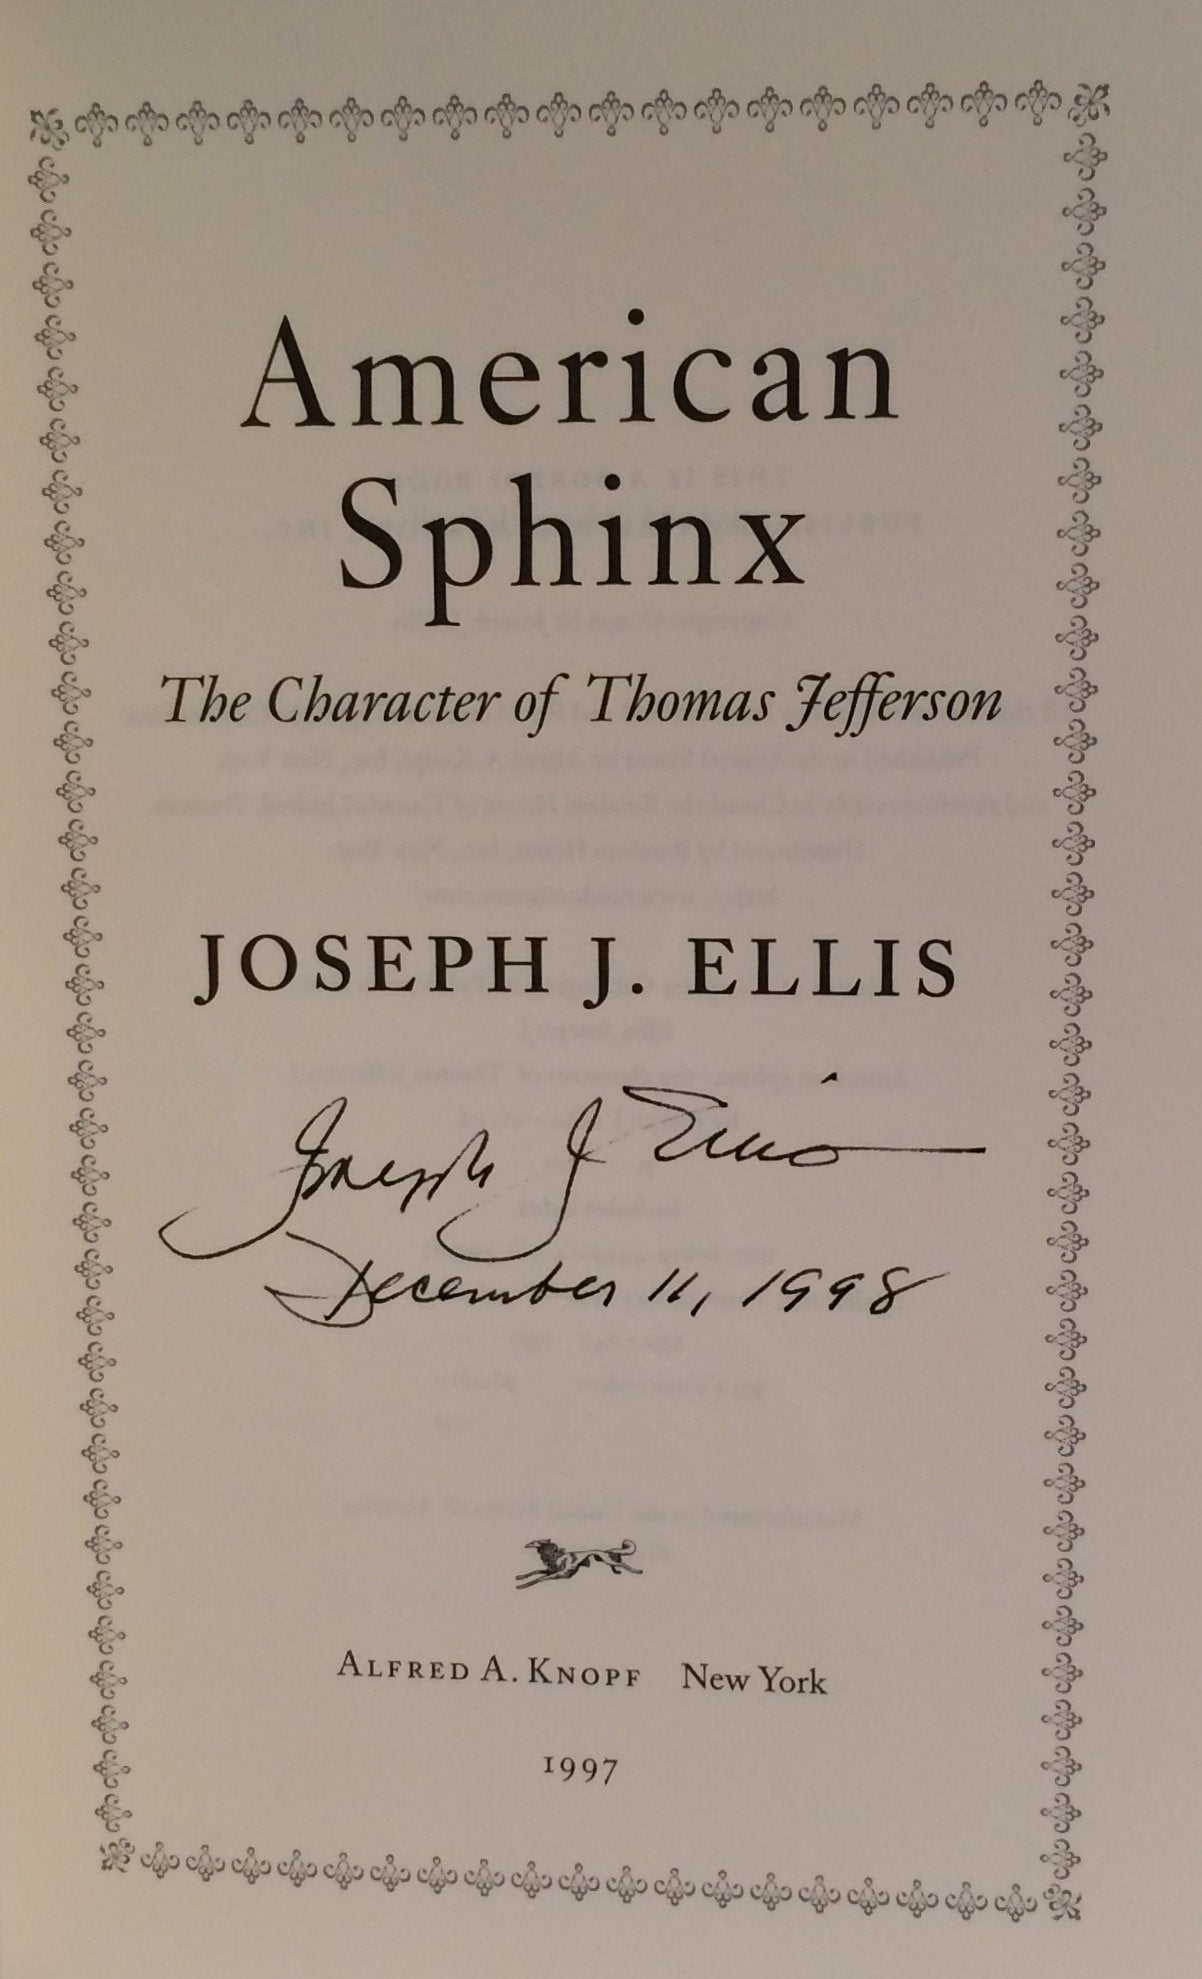 American
Sphinx
The Character of Thomas Jefferson
JOSEPH J. ELLIS
Joseph J Ellis
December 11, 1998
ALFRED A. KNOPF New York
1997